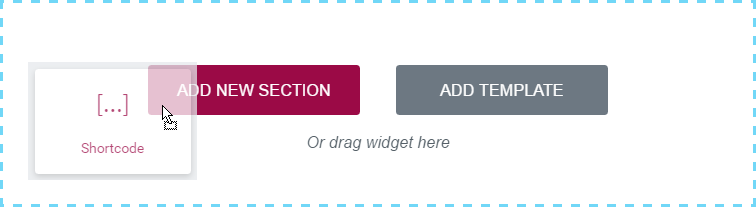 ADD NEW SECTION
ADD TEMPLATE
[...]
Shortcode
Or drag widget here